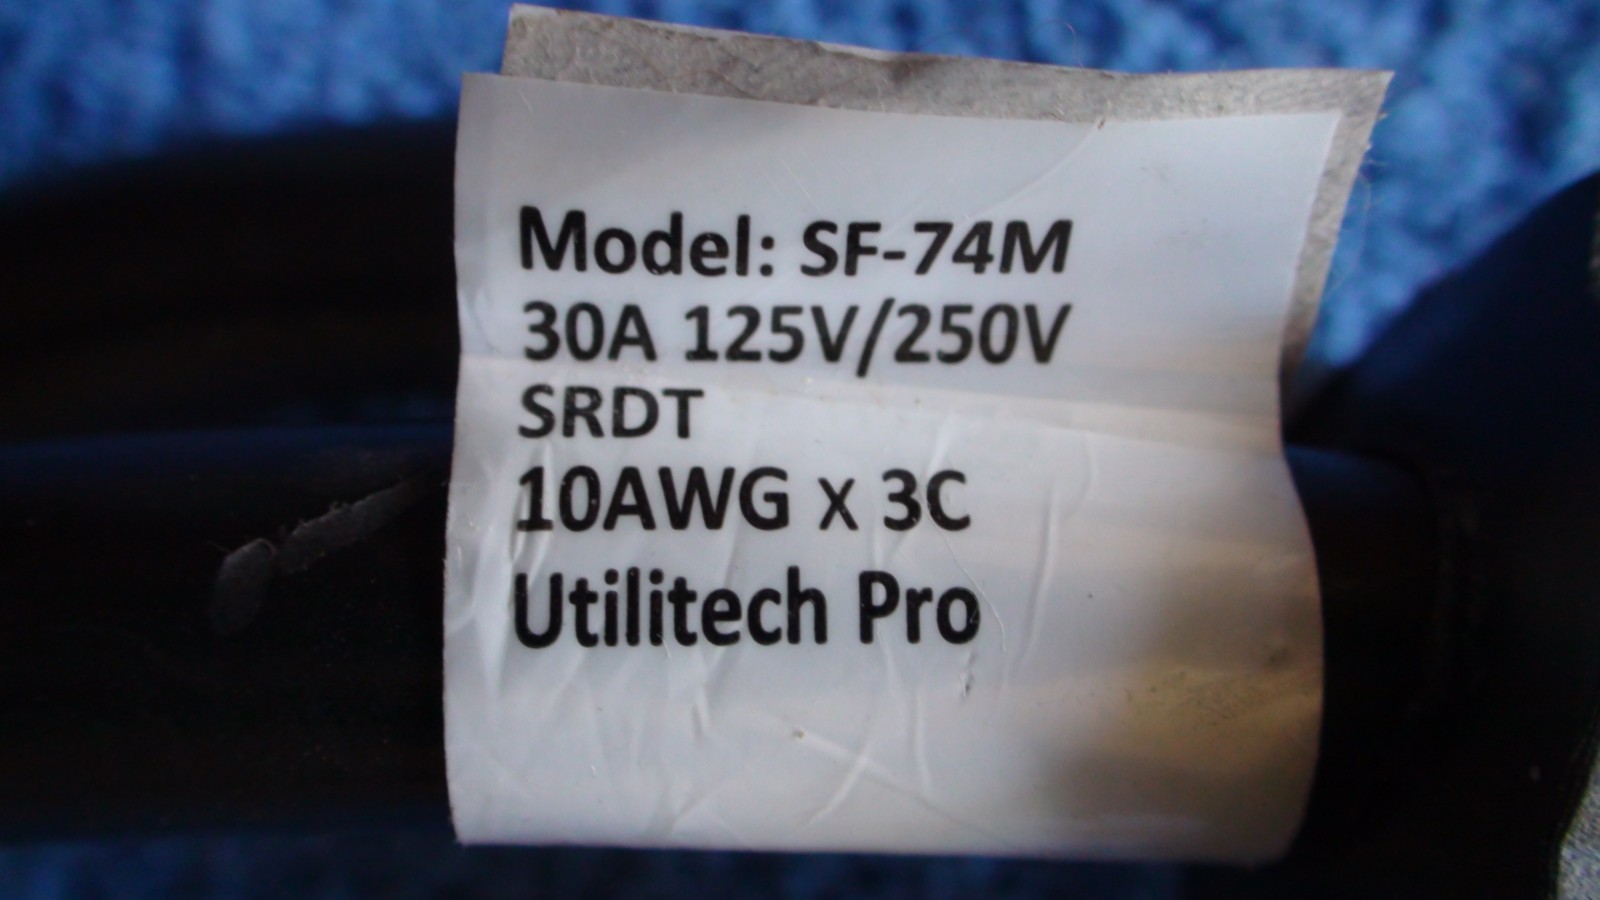 Model: SF-74M
30A 125V/250V
SRDT
10AWG x 3C
Utilitech Pro